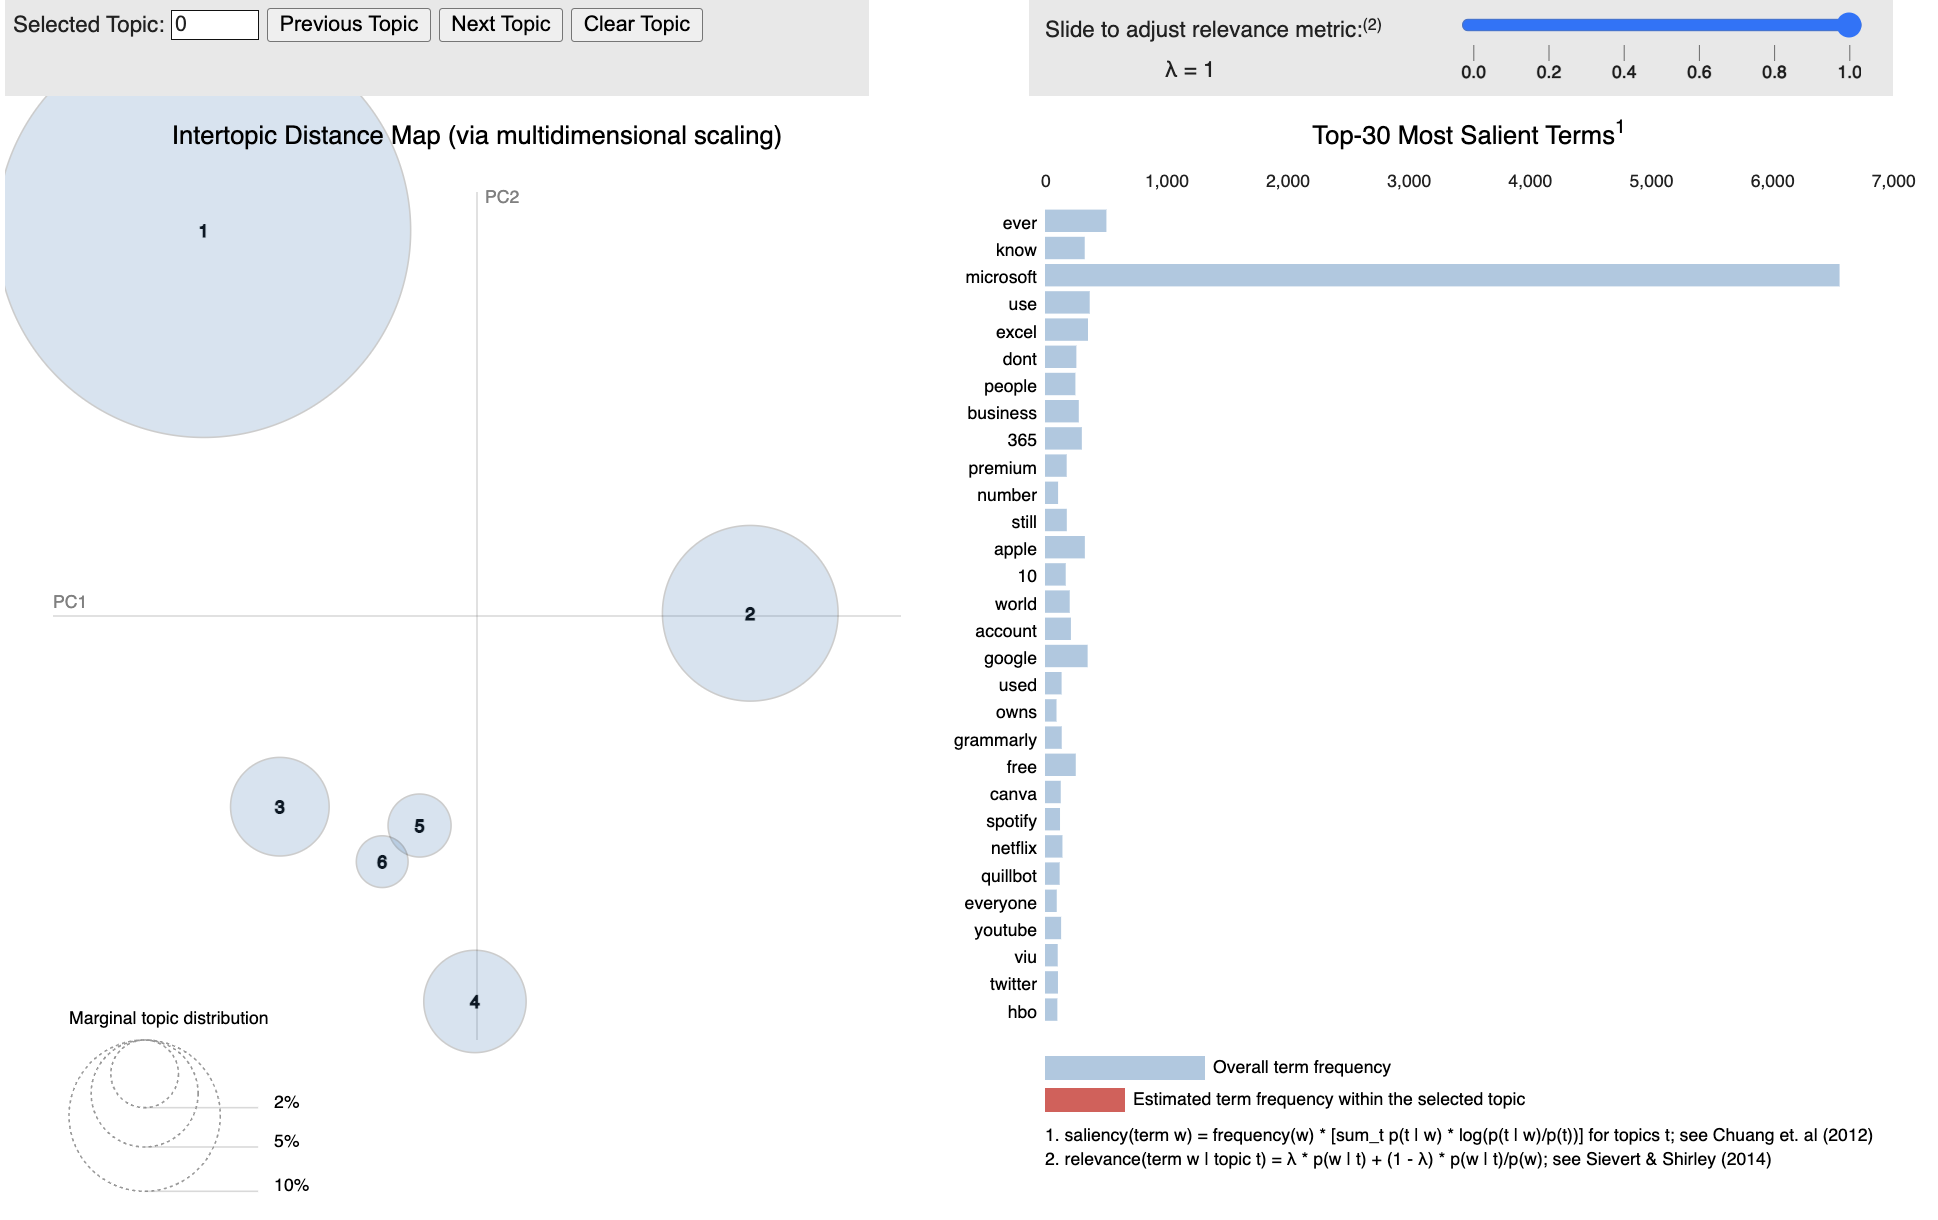 Selected Topic: 0 Previous Topic Next Topic Clear Topic
Slide to adjust relevance metric:(2)
λ = 1
0.0 0.2 0.4 0.6 0.8 1.0
Intertopic Distance Map (via multidimensional scaling)
PC2
PC1
1
2
3
5
6
4
Marginal topic distribution
2%
5%
10%
Top-30 Most Salient Terms1
0 1,000 2,000 3,000 4,000 5,000 6,000 7,000
ever
know
microsoft
use
excel
dont
people
business
365
premium
number
still
apple
10
world
account
google
used
owns
grammarly
free
canva
spotify
netflix
quillbot
everyone
youtube
viu
twitter
hbo
Overall term frequency
Estimated term frequency within the selected topic
1. saliency(term w) = frequency(w) * [sum_t p(t | w) * log(p(t | w)/p(t))] for topics t; see Chuang et. al (2012)
2. relevance(term w | topic t) = λ * p(w | t) + (1 - λ) * p(w | t)/p(w); see Sievert & Shirley (2014)